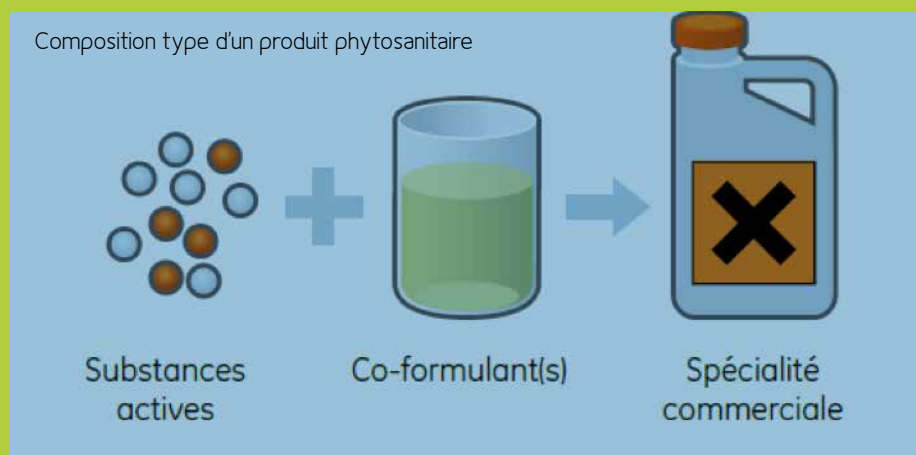 Composition type d'un produit phytosanitaire
Substances
actives
Co-formulant(s)
Spécialité
commerciale